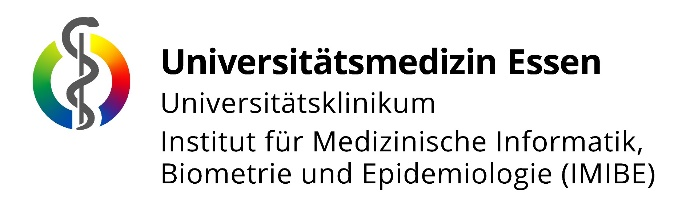 Universitätsmedizin Essen
Universitätsklinikum
Institut für Medizinische Informatik,
Biometrie und Epidemiologie (IMIBE)